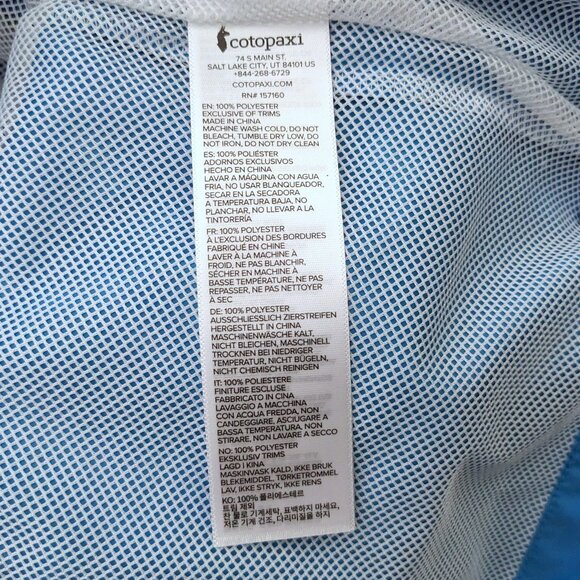 cotopaxi
74 S MAIN ST.
SALT LAKE CITY, UT 84101 US
+844-268-6729
COTOPAXI.COM
RN# 157160
EN: 100% POLYESTER
EXCLUSIVE OF TRIMS
MADE IN CHINA
MACHINE WASH COLD, DO NOT
BLEACH, TUMBLE DRY LOW, DO
NOT IRON, DO NOT DRY CLEAN
ES: 100% POLIÉSTER
ADORNOS EXCLUSIVOS
HECHO EN CHINA
LAVAR A MÁQUINA CON AGUA
FRIA, NO USAR BLANQUEADOR,
SECAR EN LA SECADORA
A TEMPERATURA BAJA, NO
PLANCHAR, NO LLEVAR A LA
TINTORERÍA
FR: 100% POLYESTER
À L'EXCLUSION DES BORDURES
FABRIQUÉ EN CHINE
LAVER À LA MACHINE À
FROID, NE PAS BLANCHIR,
SÉCHER EN MACHINE À
BASSE TEMPÉRATURE, NE PAS
REPASSER, NE PAS NETTOYER
À SEC
DE: 100% POLYESTER
AUSSCHLIESSLICH ZIERSTREIFEN
HERGESTELLT IN CHINA
MASCHINENWÄSCHE KALT,
NICHT BLEICHEN, MASCHINELL
TROCKNEN BEI NIEDRIGER
TEMPERATUR, NICHT BÜGELN,
NICHT CHEMISCH REINIGEN
IT: 100% POLIESTERE
FINITURE ESCLUSE
FABBRICATO IN CINA
LAVAGGIO A MACCHINA
CON ACQUA FREDDA, NON
CANDEGGIARE, ASCIUGARE A
BASSA TEMPERATURA, NON
STIRARE, NON LAVARE A SECCO
NO: 100% POLYESTER
EKSKLUSIV TRIMS
LAGD I KINA
MASKINVASK KALD, IKKE BRUK
BLEKEMIDDEL, TØRKETROMMEL
LAV, IKKE STRYK, IKKE RENS
KO: 100% 폴리에스테르
트림 제외
찬 물로 기계세탁, 표백하지 마세요,
저온 기계 건조, 다리미질을 하지